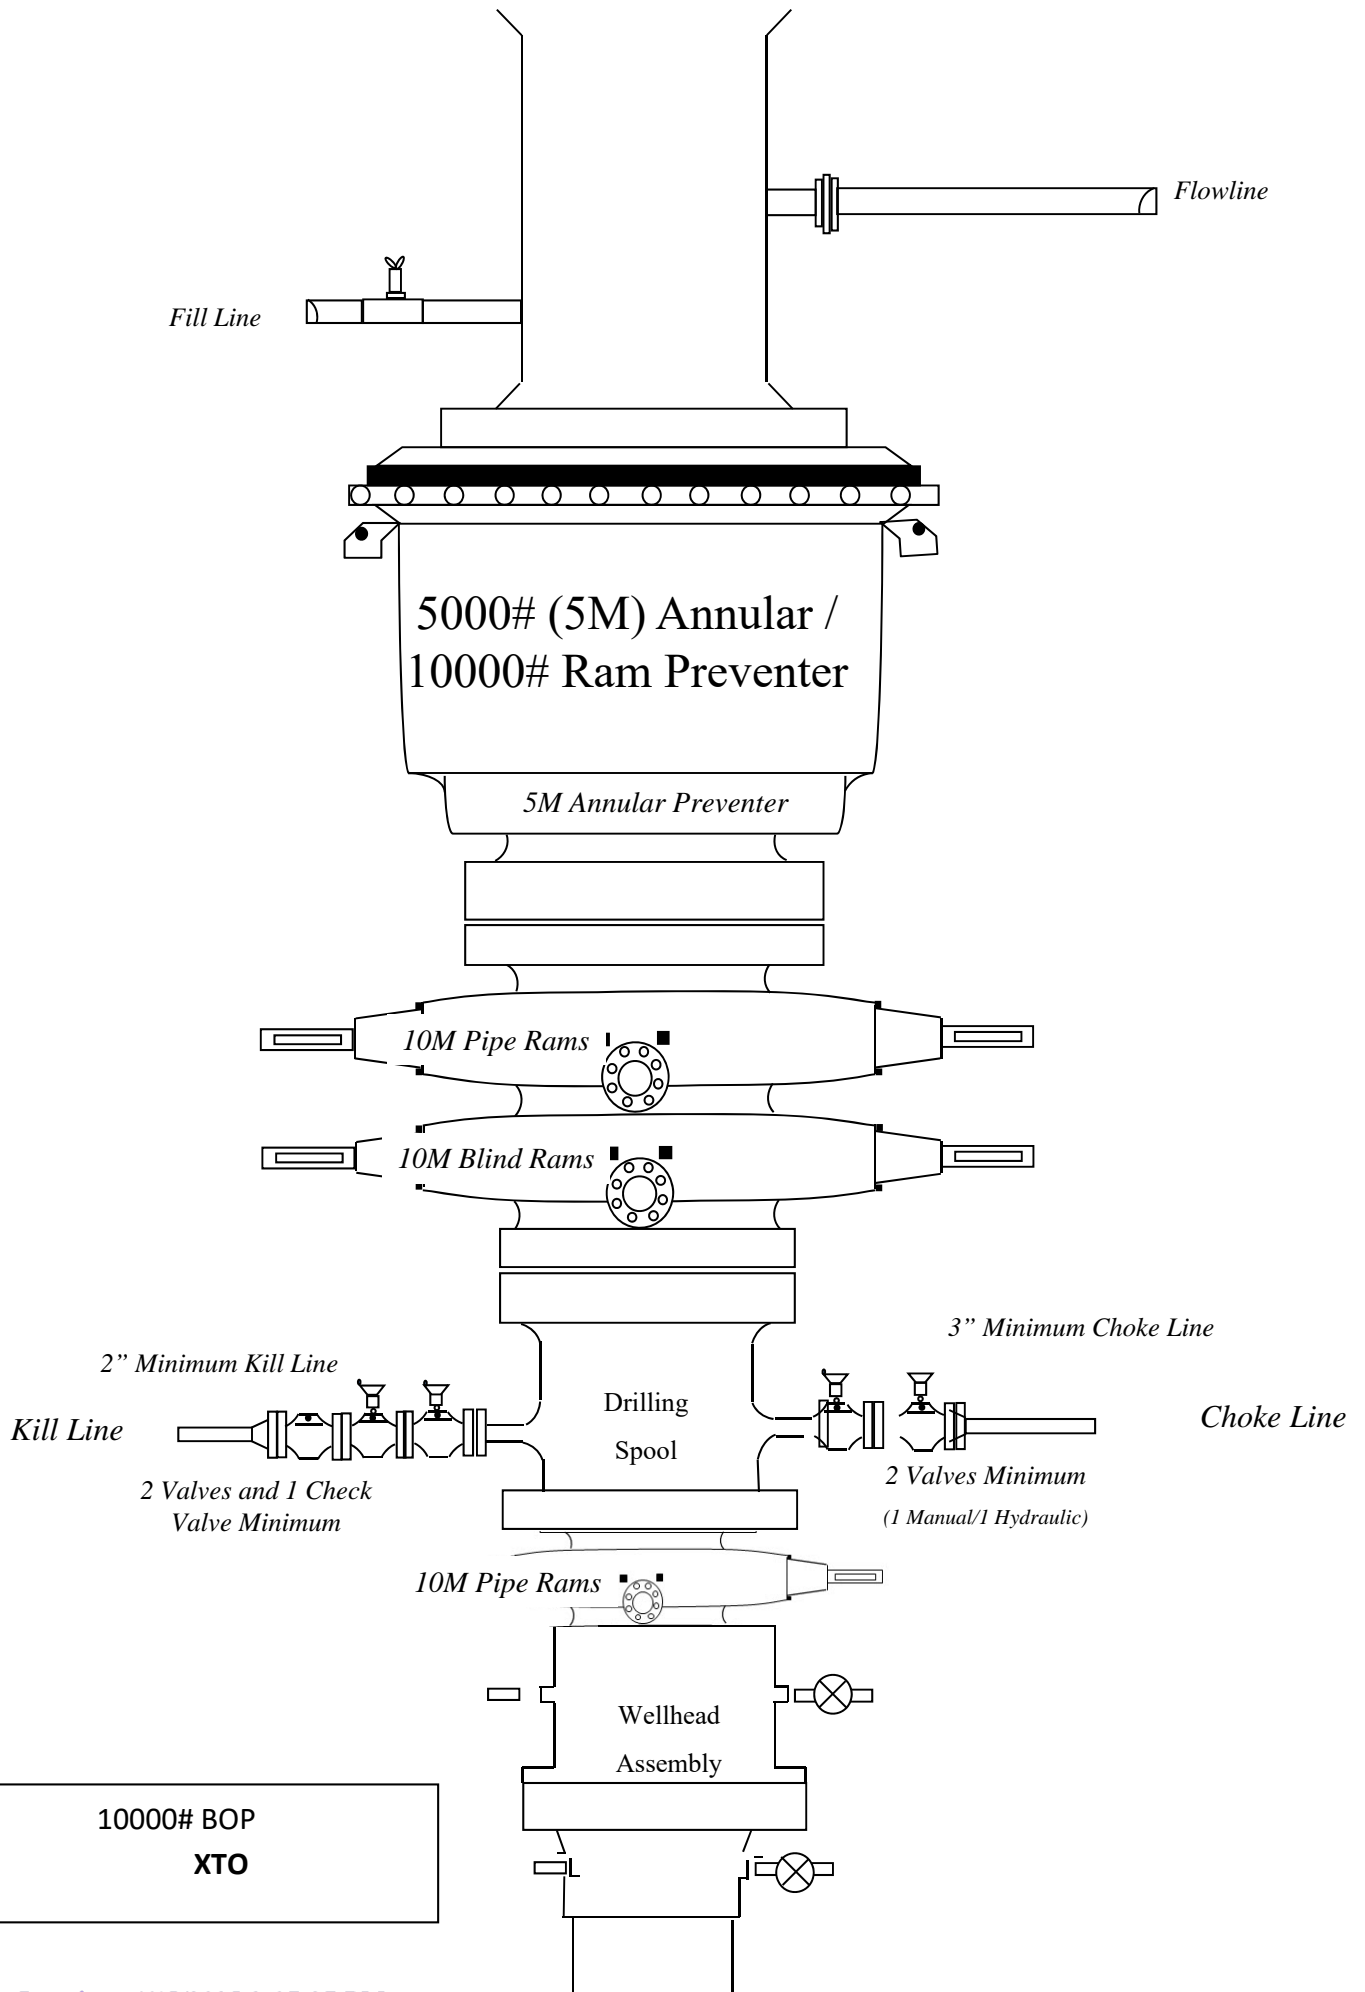 Flowline
Fill Line
5000# (5M) Annular /
10000# Ram Preventer
5M Annular Preventer
10M Pipe Rams
10M Blind Rams
3” Minimum Choke Line
2” Minimum Kill Line
Drilling
Spool
Kill Line
Choke Line
2 Valves and 1 Check
Valve Minimum
2 Valves Minimum
(1 Manual/1 Hydraulic)
10M Pipe Rams
Wellhead
Assembly
10000# BOP
XTO